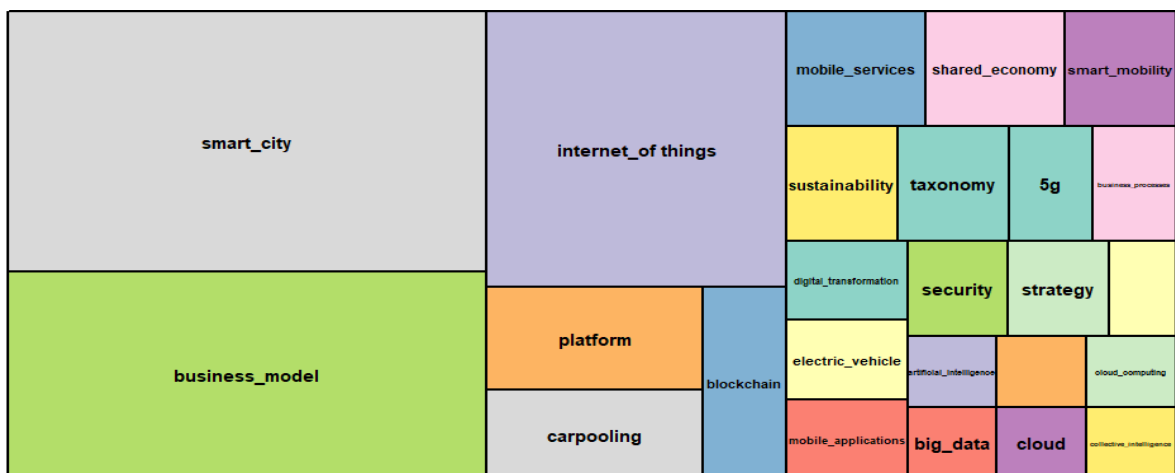 smart_city
business_model
internet_of things
platform
carpooling
blockchain
mobile_services
shared_economy
smart_mobility
sustainability
taxonomy
5g
business_processes
digital_transformation
electric_vehicle
mobile_applications
security
strategy
artificial_intelligence
cloud_computing
big_data
cloud
collective_intelligence